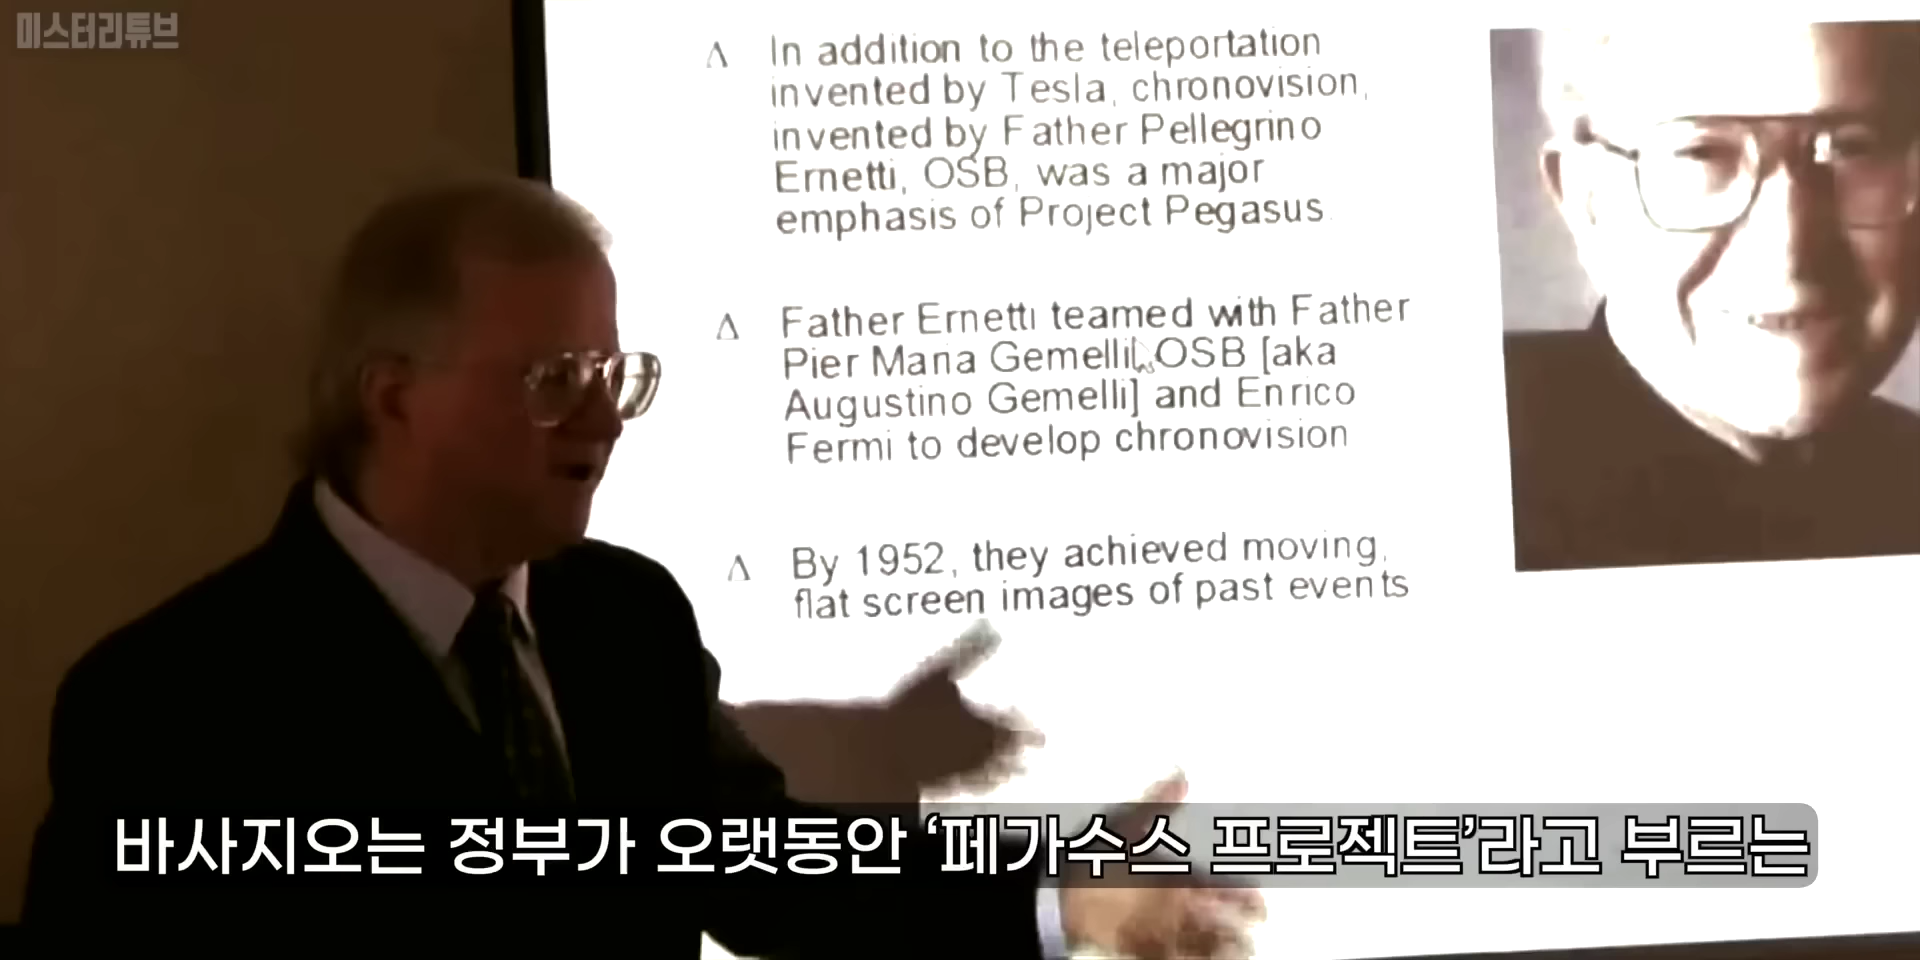 미스터리튜브
In addition to the teleportation
invented by Tesla, chronovision,
invented by Father Pellegrino
Ernetti, OSB, was a major
emphasis of Project Pegasus.
Father Ernetti teamed with Father
Pier Maria Gemelli, OSB [aka
Augustino Gemelli] and Enrico
Fermi to develop chronovision
By 1952, they achieved moving,
flat screen images of past events
바사지오는 정부가 오랫동안 ‘페가수스 프로젝트’라고 부르는